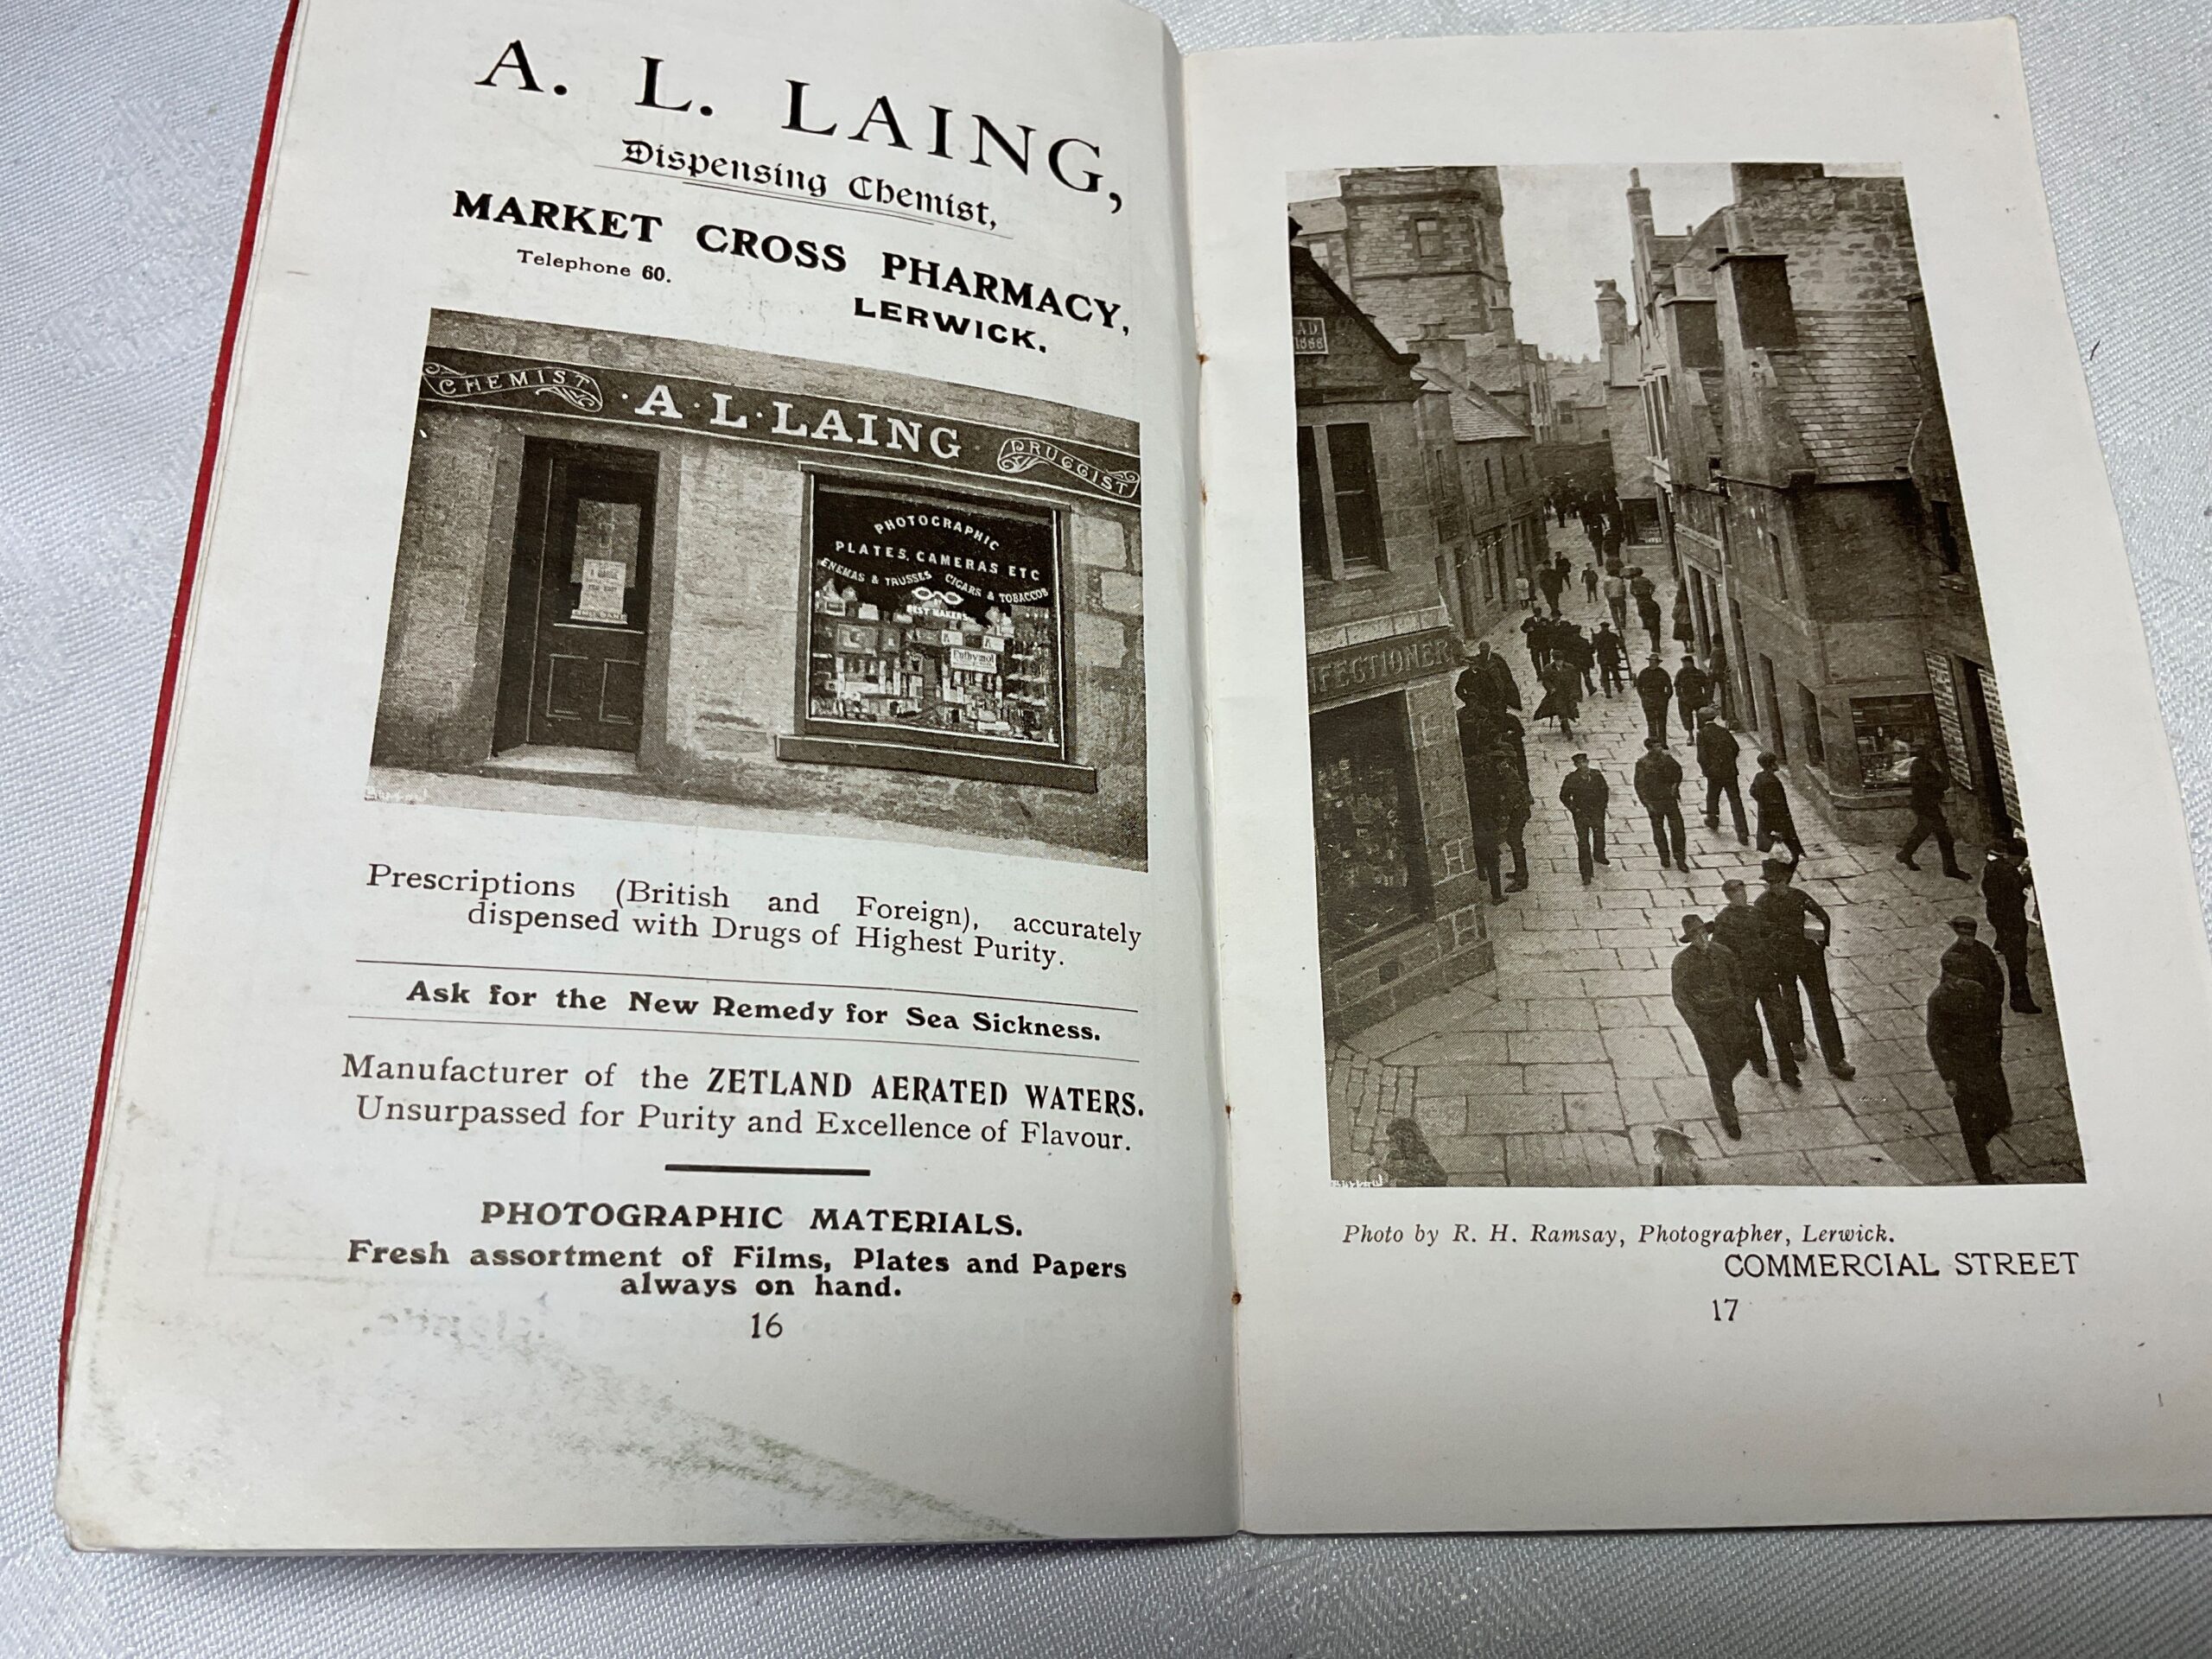 A. L. LAING,
Dispensing Chemist,
MARKET CROSS PHARMACY,
Telephone 60.
LERWICK.
CHEMIST
A·L·LAING
DRUGGIST
PHOTOGRAPHIC
PLATES, CAMERAS ETC
ENEMAS & TRUSSES CIGARS & TOBACCOS
BEST MAKERS
Euthymol
Prescriptions (British and Foreign), accurately
dispensed with Drugs of Highest Purity.
Ask for the New Remedy for Sea Sickness.
Manufacturer of the ZETLAND AERATED WATERS.
Unsurpassed for Purity and Excellence of Flavour.
PHOTOGRAPHIC MATERIALS.
Fresh assortment of Films, Plates and Papers
always on hand.
16
AD
1888
NFECTIONER
Photo by R. H. Ramsay, Photographer, Lerwick.
COMMERCIAL STREET
17